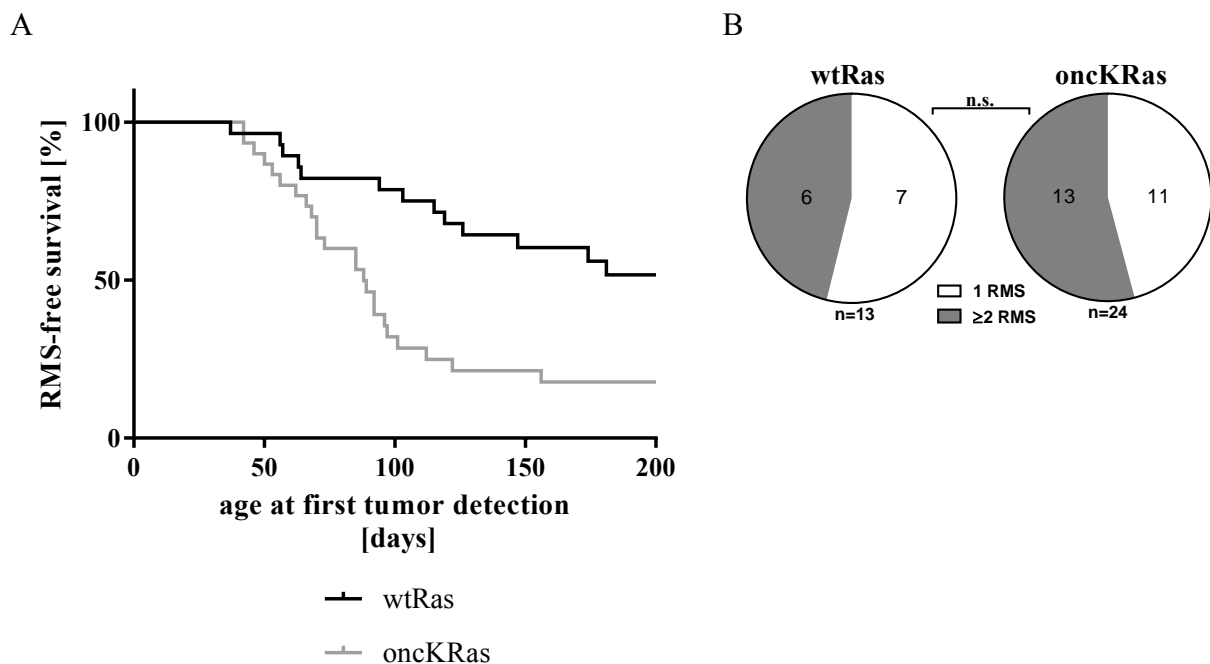 A
RMS-free survival [%]
100
50
0
0 50 100 150 200
age at first tumor detection
[days]
wtRas
oncKRas
B
wtRas oncKRas
n.s.
6 7 13 11
1 RMS
≥2 RMS
n=13 n=24